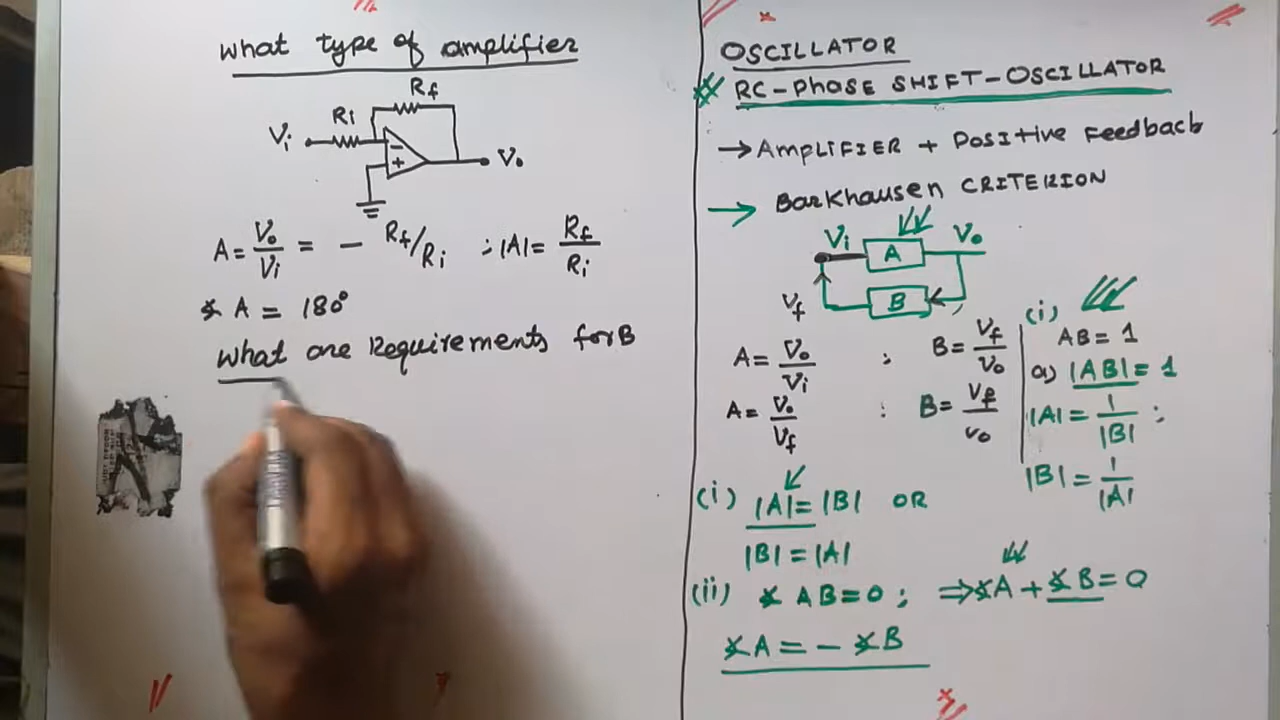 What type of amplifier
Rf
Ri
Vi
-
+
Vo
A = Vo/Vi = - Rf/Ri ; |A| = Rf/Ri
∡ A = 180°
What are Requirements for B
OSCILLATOR
RC-PHASE SHIFT-OSCILLATOR
→ AMPLIFIER + Positive Feedback
→ Barkhausen CRITERION
Vi A Vo
Vf B
A = Vo/Vi ; B = Vf/Vo
A = Vo/Vf ; B = Vf/Vo
(i) |A| = |B| OR
|B| = |A|
(ii) ∡ AB = 0 ; ⇒ ∡A + ∡B = 0
∡A = - ∡B
(i)
AB = 1
a) |AB| = 1
|A| = 1/|B| ;
|B| = 1/|A|